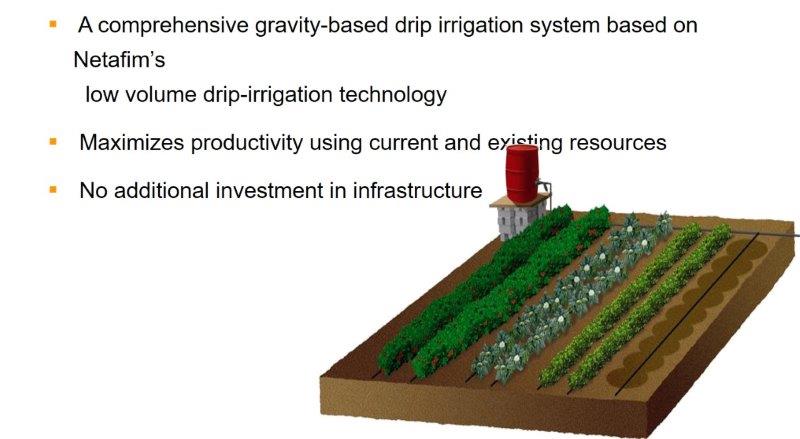 ▪ A comprehensive gravity-based drip irrigation system based on
Netafim’s
low volume drip-irrigation technology
▪ Maximizes productivity using current and existing resources
▪ No additional investment in infrastructure